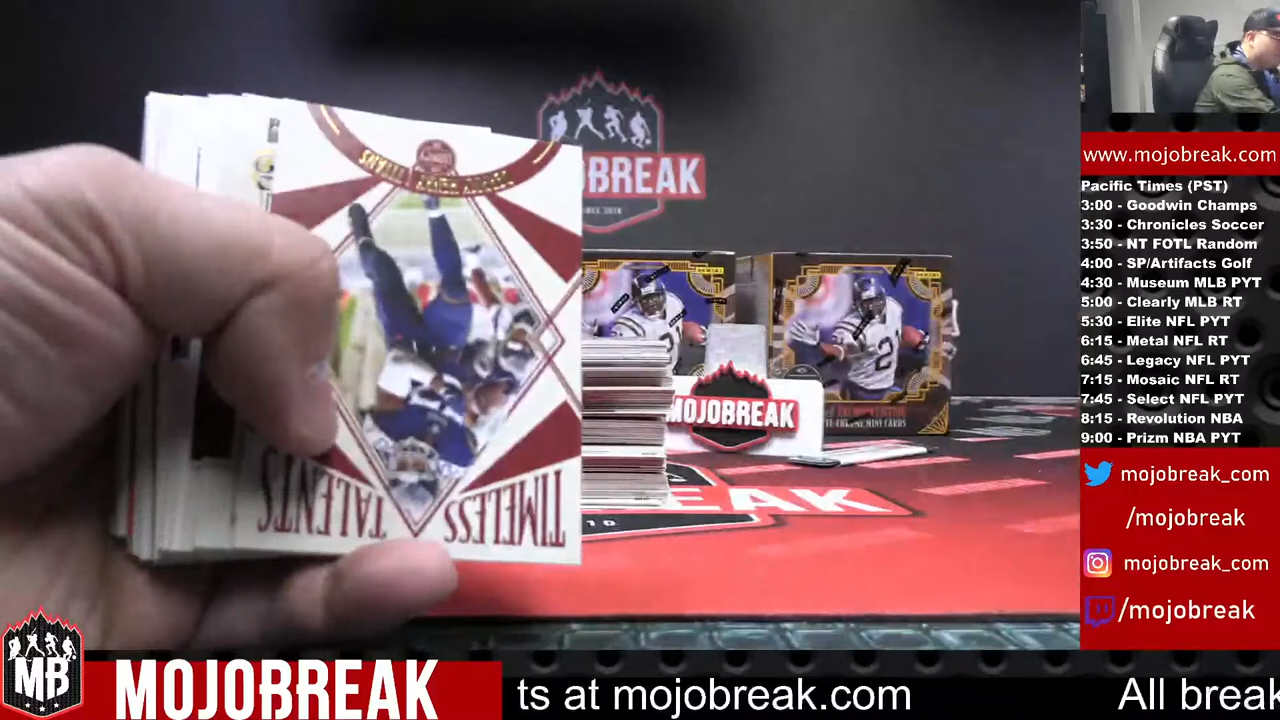 www.mojobreak.com
Pacific Times (PST)
3:00 - Goodwin Champs
3:30 - Chronicles Soccer
3:50 - NT FOTL Random
4:00 - SP/Artifacts Golf
4:30 - Museum MLB PYT
5:00 - Clearly MLB RT
5:30 - Elite NFL PYT
6:15 - Metal NFL RT
6:45 - Legacy NFL PYT
7:15 - Mosaic NFL RT
7:45 - Select NFL PYT
8:15 - Revolution NBA
9:00 - Prizm NBA PYT
mojobreak_com
/mojobreak
mojobreak_com
/mojobreak
BREAK
TIMELESS
TALENTS
MOJOBREAK
EAK
MB
MOJOBREAK
ts at mojobreak.com
All break